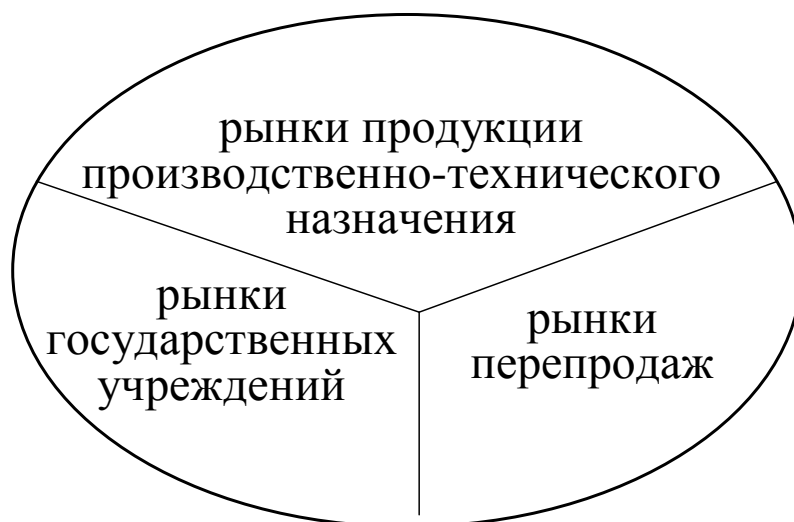 рынки продукции
производственно-технического
назначения
рынки
государственных
учреждений
рынки
перепродаж